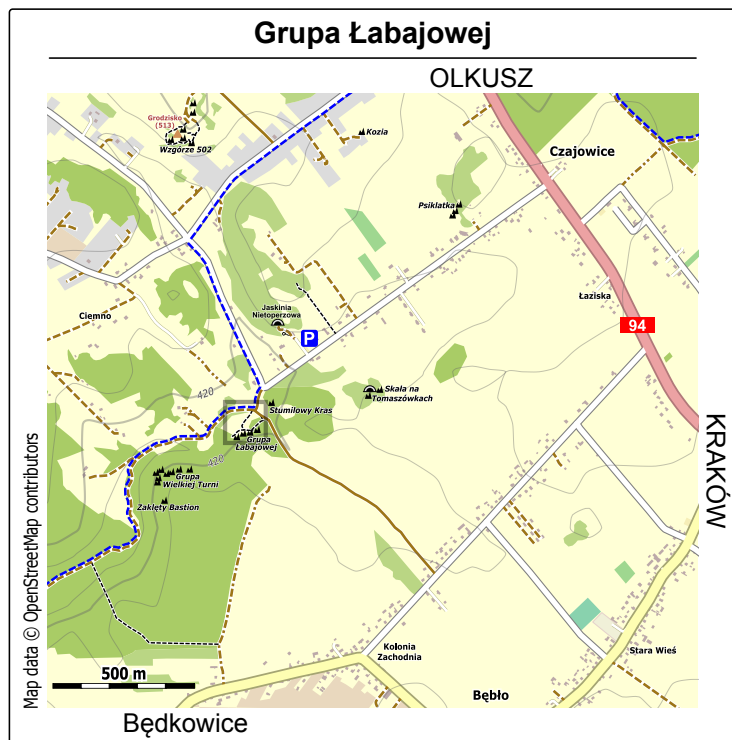 Grupa Łabajowej
OLKUSZ
Grodzisko
(513)
Wzgórze 502
Kozia
Czajowice
Psiklatka
Łaziska
Ciemno
Jaskinia
Nietoperzowa
P
94
420
Skała na
Tomaszówkach
Stumilowy Kras
Grupa
Łabajowej
420
Grupa
Wielkiej Turni
Zaklęty Bastion
KRAKÓW
Map data © OpenStreetMap contributors
Kolonia
Zachodnia
Stara Wieś
500 m
Bębło
Będkowice